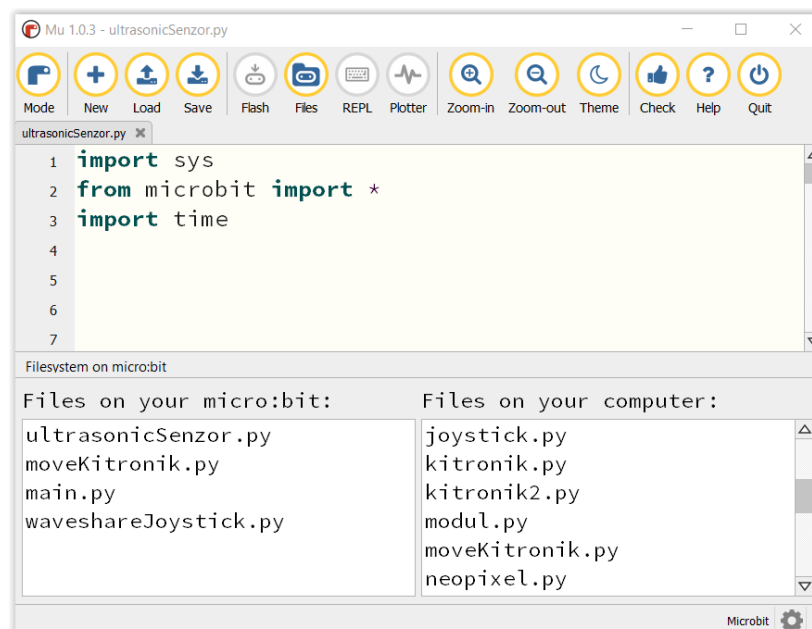 Mu 1.0.3 - ultrasonicSenzor.py
Mode New Load Save Flash Files REPL Plotter Zoom-in Zoom-out Theme Check Help Quit
ultrasonicSenzor.py
1 import sys
2 from microbit import *
3 import time
4
5
6
7
Filesystem on micro:bit
Files on your micro:bit:
ultrasonicSenzor.py
moveKitronik.py
main.py
waveshareJoystick.py
Files on your computer:
joystick.py
kitronik.py
kitronik2.py
modul.py
moveKitronik.py
neopixel.py
Microbit